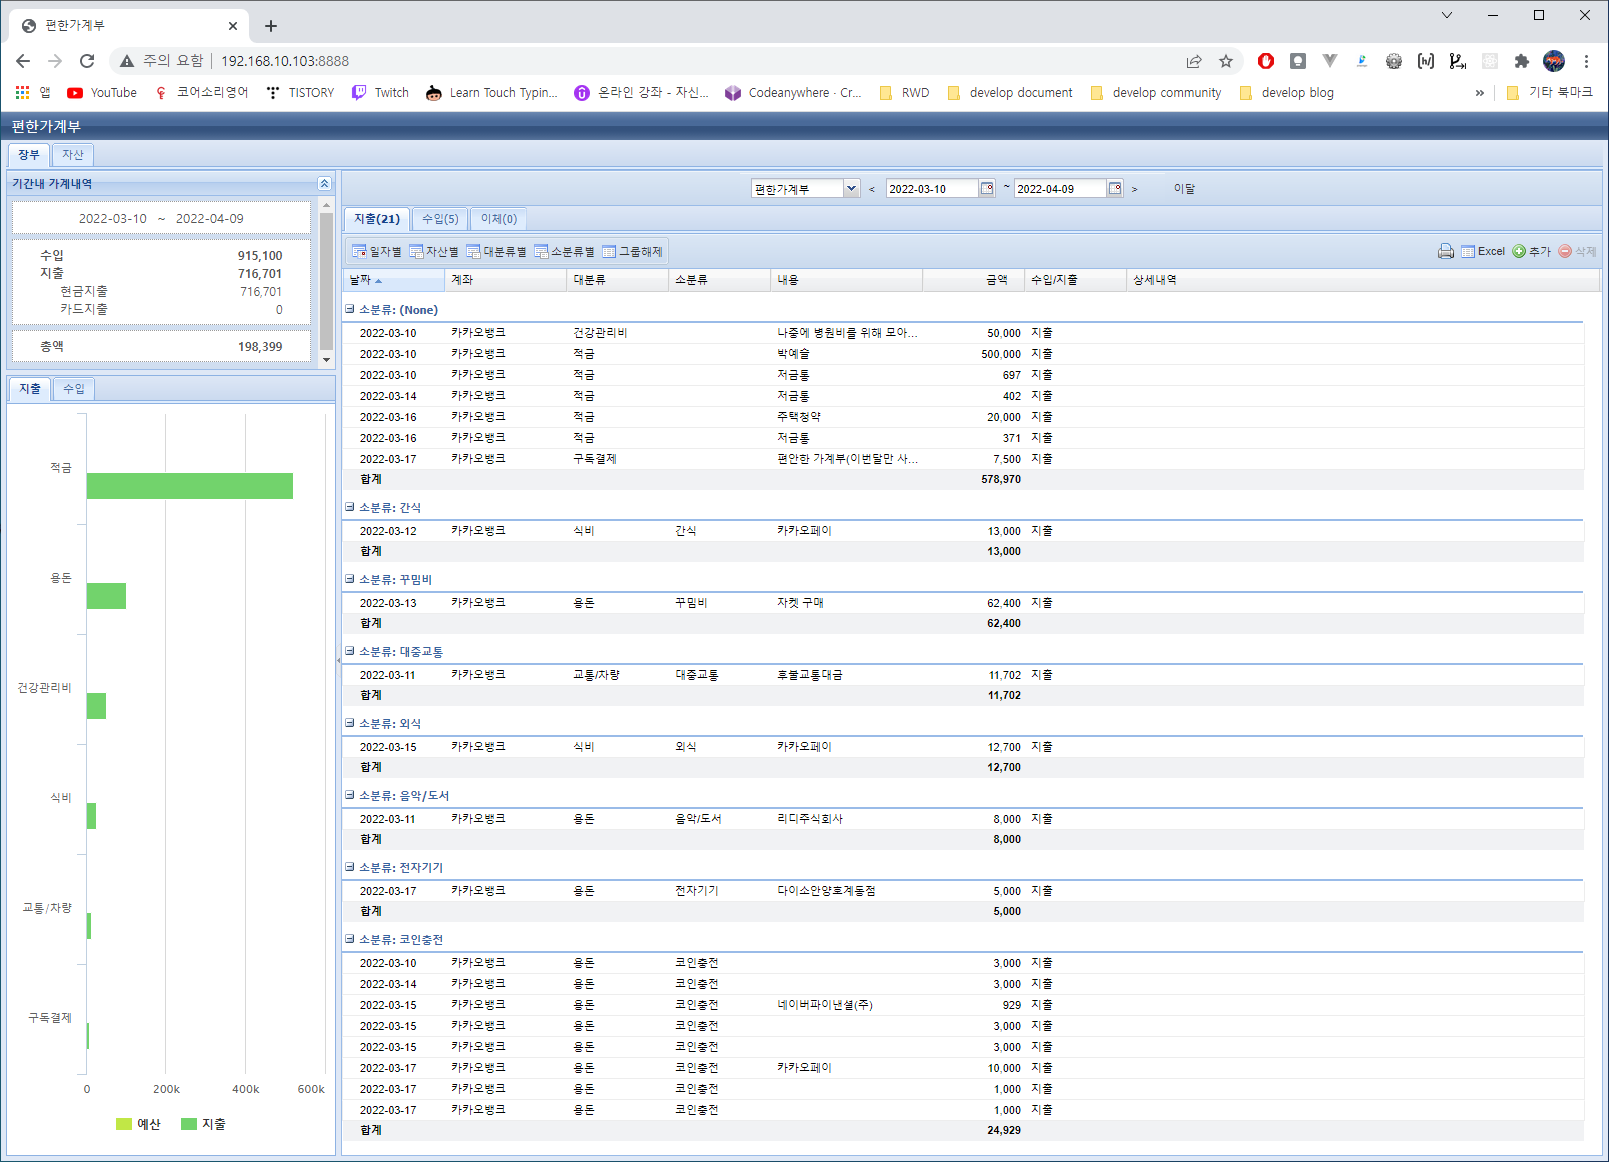 편한가계부
주의 요함 192.168.10.103:8888
앱 YouTube 코어소리영어 TISTORY Twitch Learn Touch Typin... 온라인 강좌 - 자신... Codeanywhere · Cr... RWD develop document develop community develop blog » 기타 북마크
편한가계부
장부 자산
기간내 가계내역
2022-03-10 ~ 2022-04-09
수입 915,100
지출 716,701
현금지출 716,701
카드지출 0
총액 198,399
지출 수입
적금
용돈
건강관리비
식비
교통/차량
구독결제
0 200k 400k 600k
예산 지출
편한가계부 < 2022-03-10 ~ 2022-04-09 > 이달
지출(21) 수입(5) 이체(0)
일자별 자산별 대분류별 소분류별 그룹해제 Excel 추가 삭제
날짜 계좌 대분류 소분류 내용 금액 수입/지출 상세내역
소분류: (None)
2022-03-10 카카오뱅크 건강관리비 나중에 병원비를 위해 모아... 50,000 지출
2022-03-10 카카오뱅크 적금 박예슬 500,000 지출
2022-03-10 카카오뱅크 적금 저금통 697 지출
2022-03-14 카카오뱅크 적금 저금통 402 지출
2022-03-16 카카오뱅크 적금 주택청약 20,000 지출
2022-03-16 카카오뱅크 적금 저금통 371 지출
2022-03-17 카카오뱅크 구독결제 편안한 가계부(이번달만 사... 7,500 지출
합계 578,970
소분류: 간식
2022-03-12 카카오뱅크 식비 간식 카카오페이 13,000 지출
합계 13,000
소분류: 꾸밈비
2022-03-13 카카오뱅크 용돈 꾸밈비 자켓 구매 62,400 지출
합계 62,400
소분류: 대중교통
2022-03-11 카카오뱅크 교통/차량 대중교통 후불교통대금 11,702 지출
합계 11,702
소분류: 외식
2022-03-15 카카오뱅크 식비 외식 카카오페이 12,700 지출
합계 12,700
소분류: 음악/도서
2022-03-11 카카오뱅크 용돈 음악/도서 리디주식회사 8,000 지출
합계 8,000
소분류: 전자기기
2022-03-17 카카오뱅크 용돈 전자기기 다이소안양호계동점 5,000 지출
합계 5,000
소분류: 코인충전
2022-03-10 카카오뱅크 용돈 코인충전 3,000 지출
2022-03-14 카카오뱅크 용돈 코인충전 3,000 지출
2022-03-15 카카오뱅크 용돈 코인충전 네이버파이낸셜(주) 929 지출
2022-03-15 카카오뱅크 용돈 코인충전 3,000 지출
2022-03-15 카카오뱅크 용돈 코인충전 3,000 지출
2022-03-17 카카오뱅크 용돈 코인충전 카카오페이 10,000 지출
2022-03-17 카카오뱅크 용돈 코인충전 1,000 지출
2022-03-17 카카오뱅크 용돈 코인충전 1,000 지출
합계 24,929